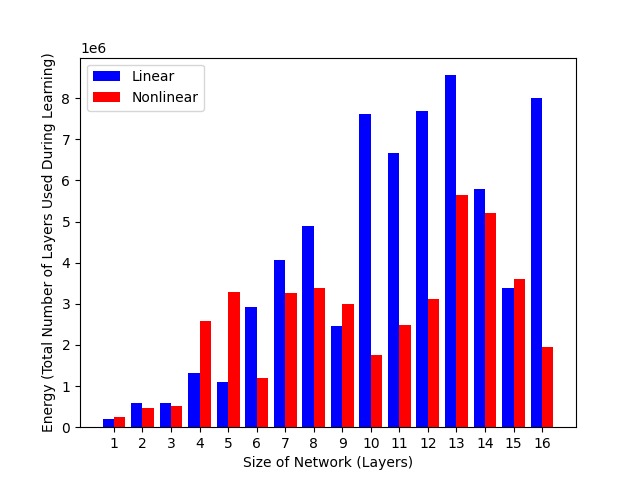 1e6
Linear
Nonlinear
Energy (Total Number of Layers Used During Learning)
8
7
6
5
4
3
2
1
0
1 2 3 4 5 6 7 8 9 10 11 12 13 14 15 16
Size of Network (Layers)